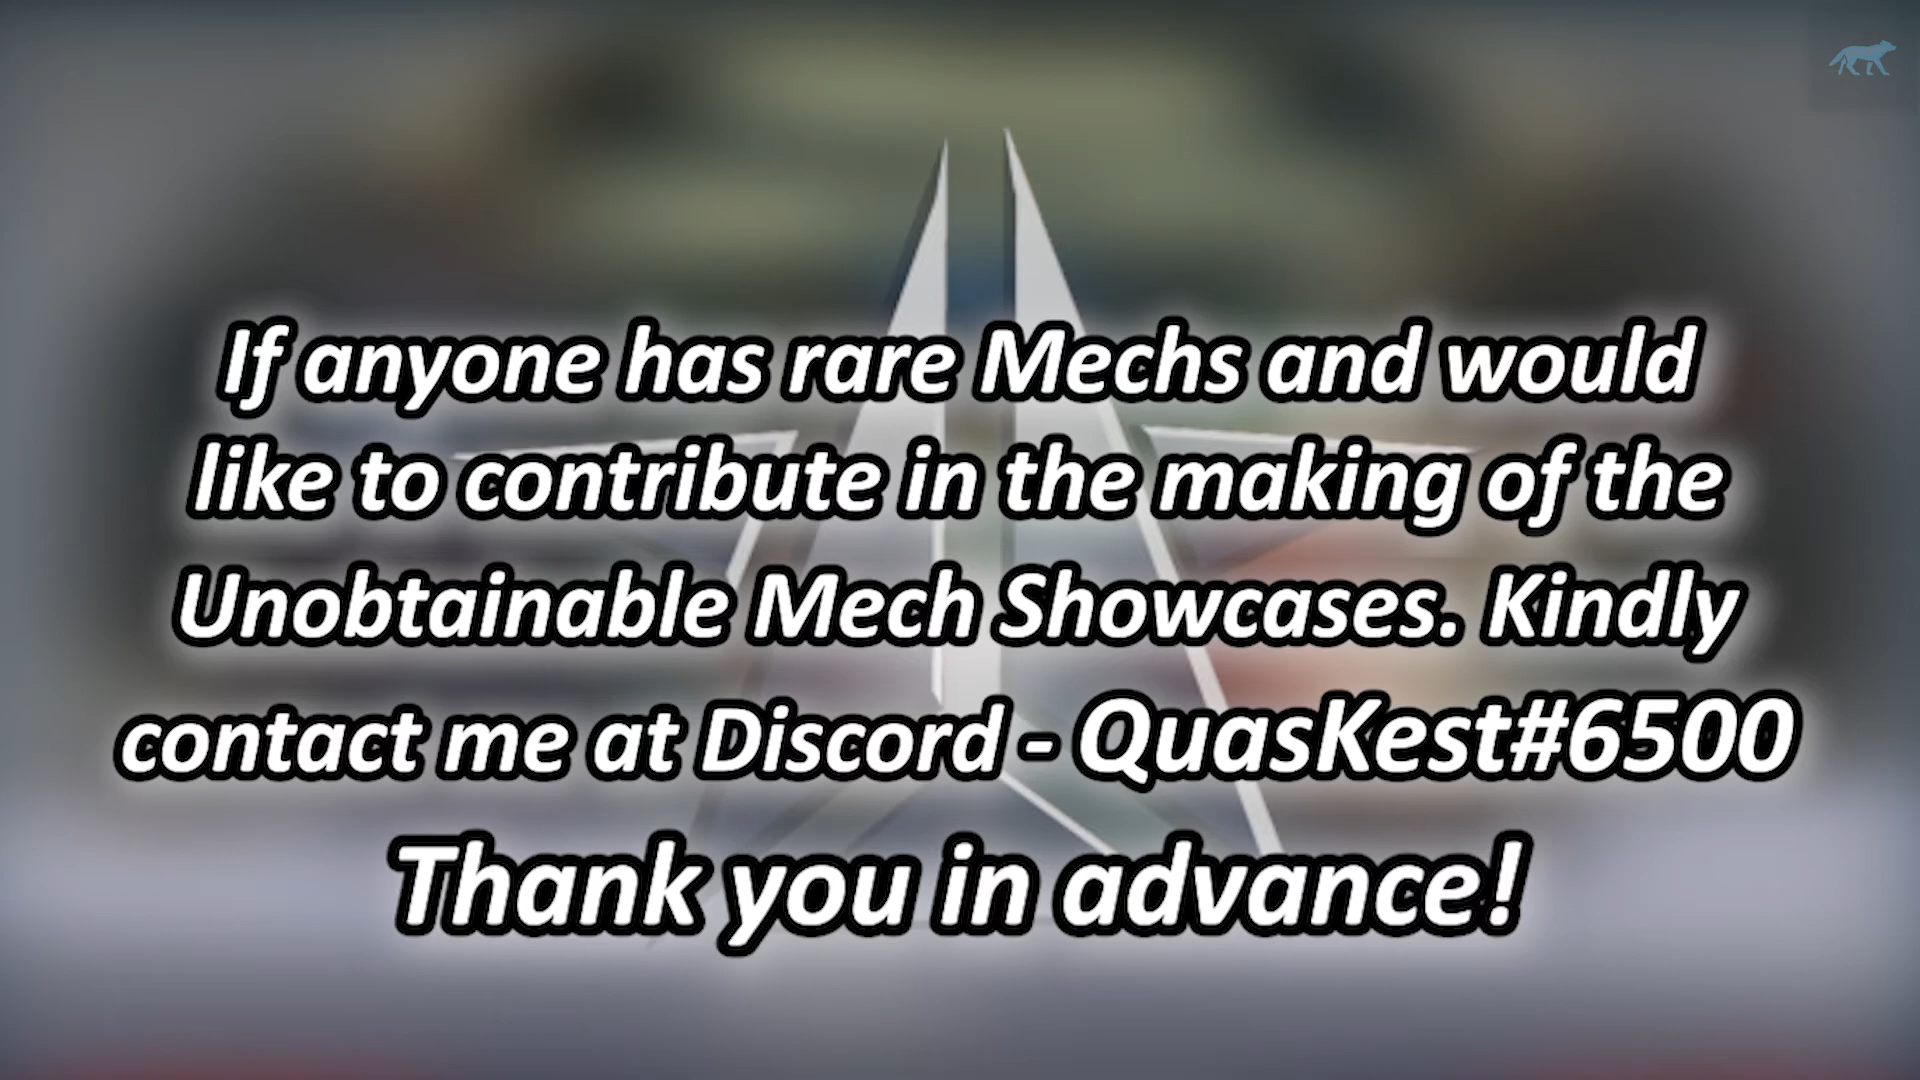 If anyone has rare Mechs and would
like to contribute in the making of the
Unobtainable Mech Showcases. Kindly
contact me at Discord - QuasKest#6500
Thank you in advance!